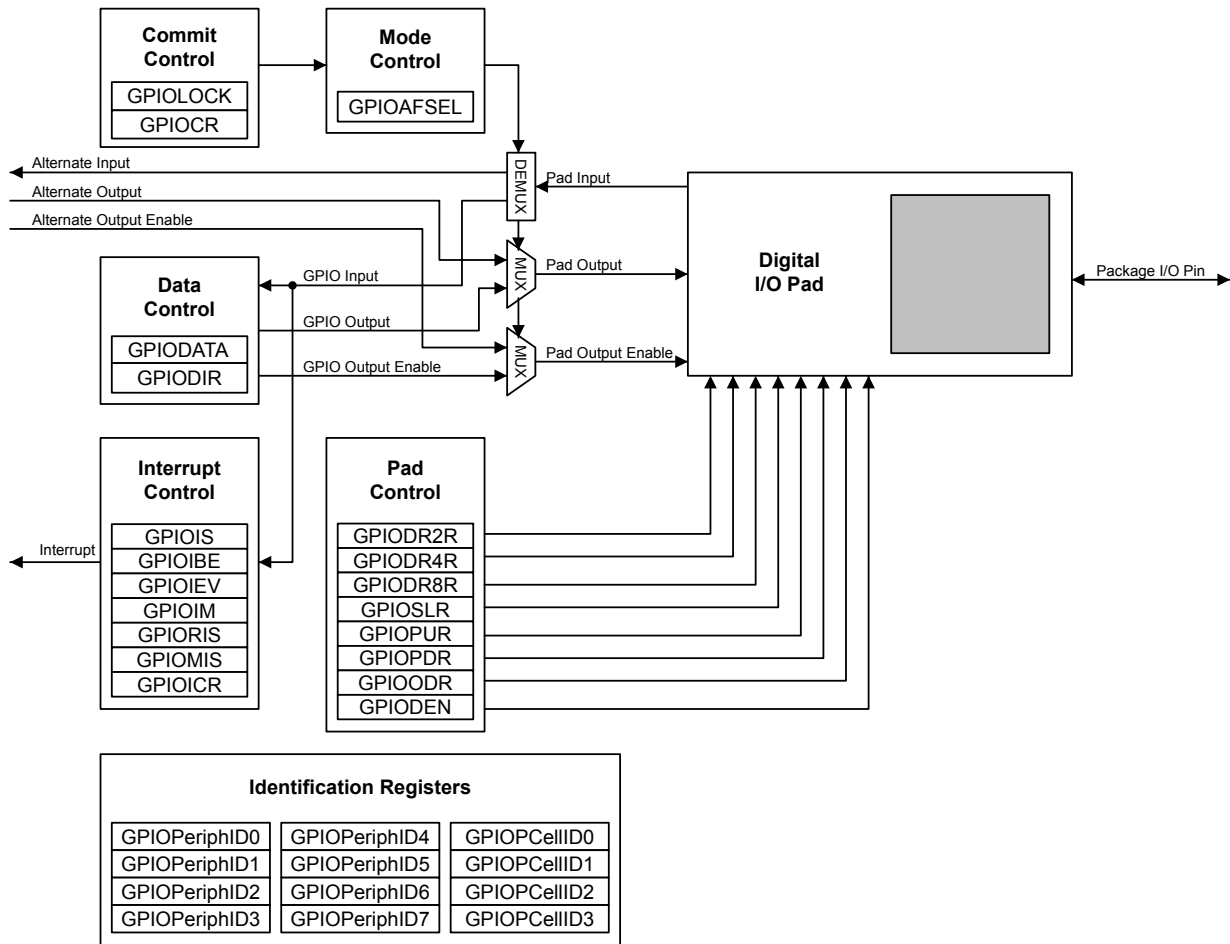 Commit
Control
GPIOLOCK
GPIOCR
Mode
Control
GPIOAFSEL
Alternate Input
Alternate Output
Alternate Output Enable
DEMUX
Pad Input
MUX
Pad Output
MUX
Pad Output Enable
Digital
I/O Pad
Package I/O Pin
Data
Control
GPIODATA
GPIODIR
GPIO Input
GPIO Output
GPIO Output Enable
Interrupt
Control
GPIOIS
GPIOIBE
GPIOIEV
GPIOIM
GPIORIS
GPIOMIS
GPIOICR
Interrupt
Pad
Control
GPIODR2R
GPIODR4R
GPIODR8R
GPIOSLR
GPIOPUR
GPIOPDR
GPIOODR
GPIODEN
Identification Registers
GPIOPeriphID0
GPIOPeriphID1
GPIOPeriphID2
GPIOPeriphID3
GPIOPeriphID4
GPIOPeriphID5
GPIOPeriphID6
GPIOPeriphID7
GPIOPCellID0
GPIOPCellID1
GPIOPCellID2
GPIOPCellID3